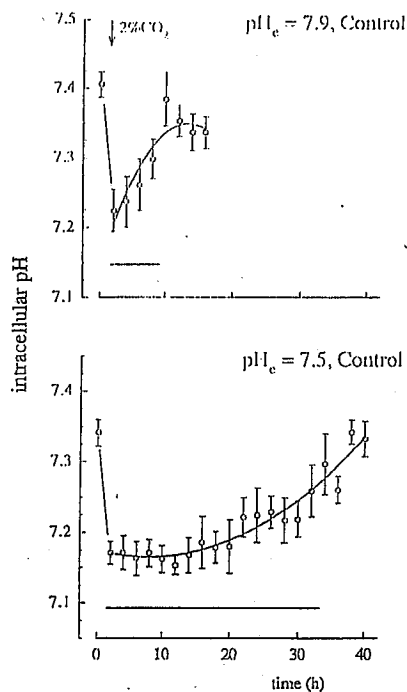 pHe = 7.9, Control
2%CO2
7.5
7.4
7.3
7.2
7.1
intracellular pH
pHe = 7.5, Control
7.4
7.3
7.2
7.1
0
10
20
30
40
time (h)